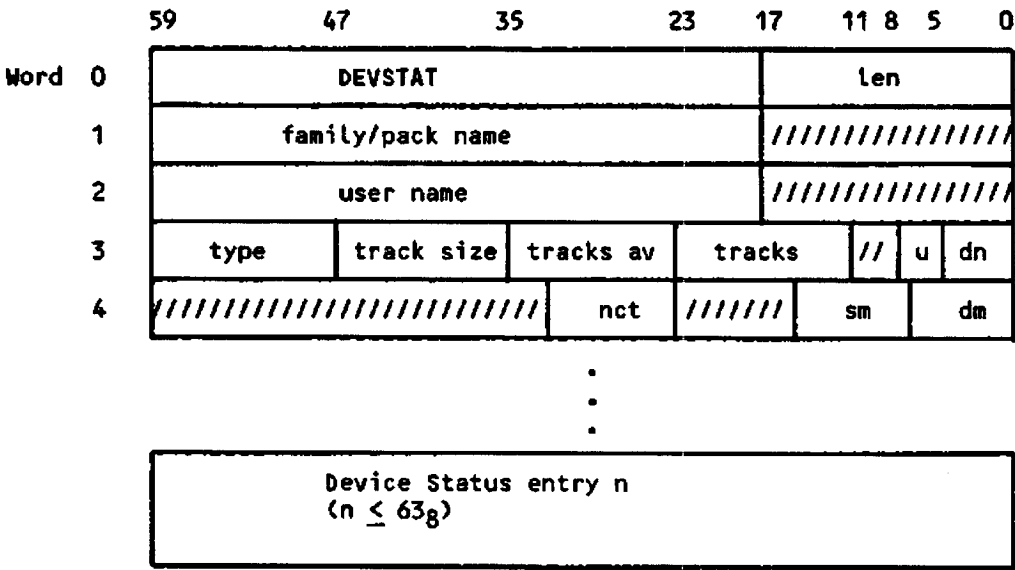 59 47 35 23 17 11 8 5 0
Word 0 DEVSTAT len
1 family/pack name /////////////////
2 user name /////////////////
3 type track size tracks av tracks // u dn
4 /////////////////////////// nct /////// sm dm
.
.
.
Device Status entry n
(n ≤ 63₈)